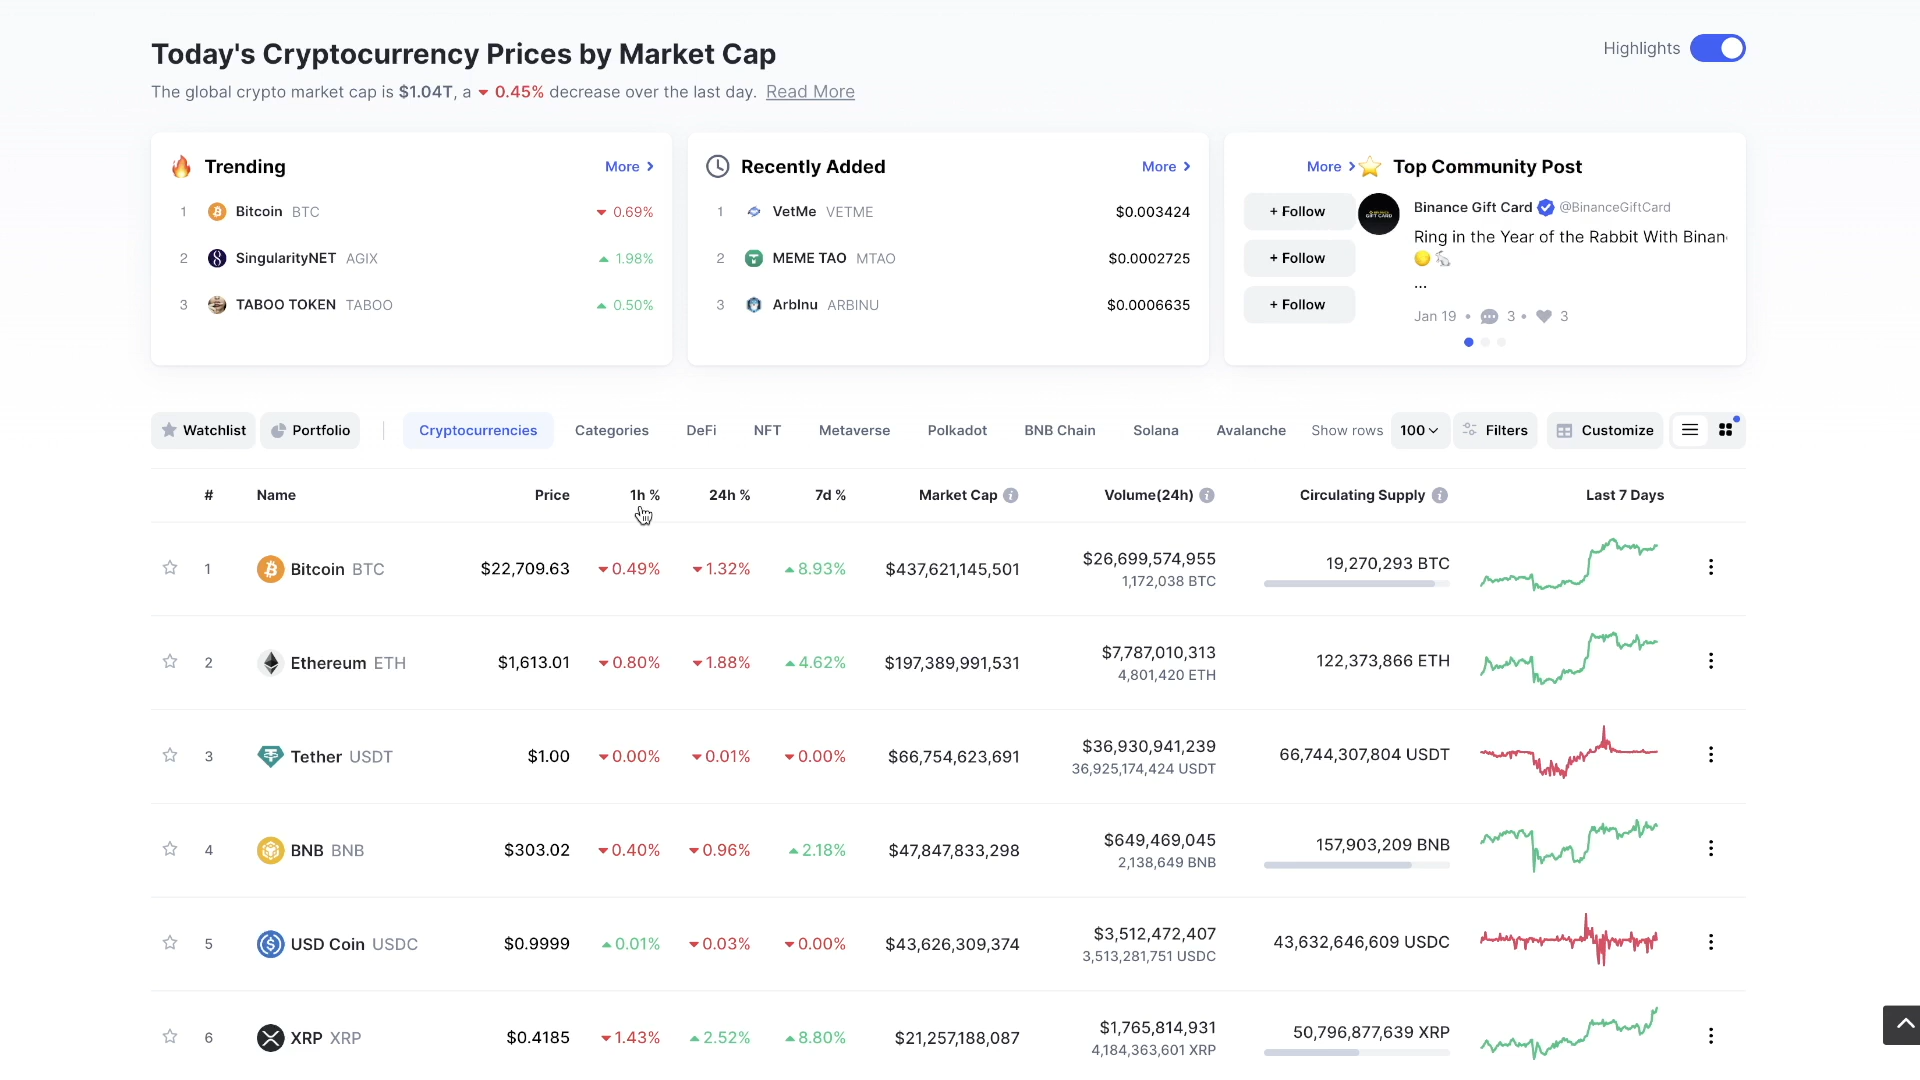 Today's Cryptocurrency Prices by Market Cap
Highlights
The global crypto market cap is $1.04T, a 0.45% decrease over the last day. Read More
Trending
More
1 Bitcoin BTC 0.69%
2 SingularityNET AGIX 1.98%
3 TABOO TOKEN TABOO 0.50%
Recently Added
More
1 VetMe VETME $0.003424
2 MEME TAO MTAO $0.0002725
3 ArbInu ARBINU $0.0006635
More
+ Follow
+ Follow
+ Follow
Top Community Post
Binance Gift Card @BinanceGiftCard
Ring in the Year of the Rabbit With Binan
...
Jan 19 • 3 • 3
Watchlist Portfolio Cryptocurrencies Categories DeFi NFT Metaverse Polkadot BNB Chain Solana Avalanche Show rows 100 Filters Customize
# Name Price 1h % 24h % 7d % Market Cap Volume(24h) Circulating Supply Last 7 Days
1 Bitcoin BTC $22,709.63 0.49% 1.32% 8.93% $437,621,145,501 $26,699,574,955 19,270,293 BTC
1,172,038 BTC
2 Ethereum ETH $1,613.01 0.80% 1.88% 4.62% $197,389,991,531 $7,787,010,313 122,373,866 ETH
4,801,420 ETH
3 Tether USDT $1.00 0.00% 0.01% 0.00% $66,754,623,691 $36,930,941,239 66,744,307,804 USDT
36,925,174,424 USDT
4 BNB BNB $303.02 0.40% 0.96% 2.18% $47,847,833,298 $649,469,045 157,903,209 BNB
2,138,649 BNB
5 USD Coin USDC $0.9999 0.01% 0.03% 0.00% $43,626,309,374 $3,512,472,407 43,632,646,609 USDC
3,513,281,751 USDC
6 XRP XRP $0.4185 1.43% 2.52% 8.80% $21,257,188,087 $1,765,814,931 50,796,877,639 XRP
4,184,363,601 XRP